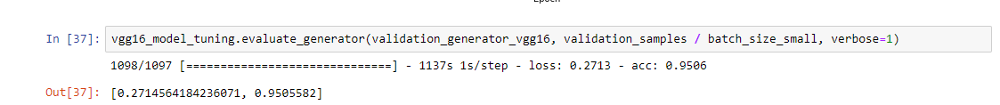 Epoch
In [37]: vgg16_model_tuning.evaluate_generator(validation_generator_vgg16, validation_samples / batch_size_small, verbose=1)
1098/1097 [==============================] - 1137s 1s/step - loss: 0.2713 - acc: 0.9506
Out[37]: [0.2714564184236071, 0.9505582]